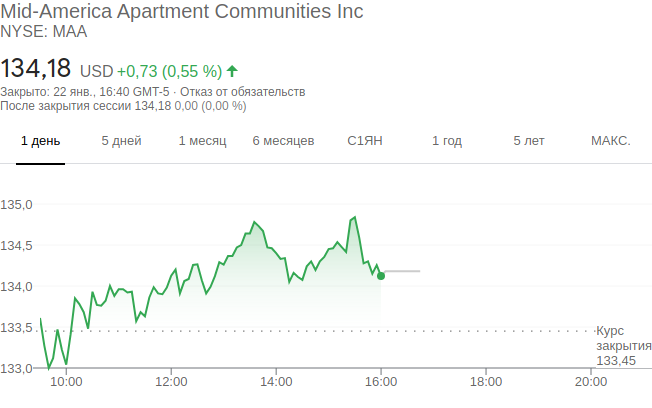 Mid-America Apartment Communities Inc
NYSE: MAA
134,18 USD +0,73 (0,55 %)
Закрыто: 22 янв., 16:40 GMT-5 · Отказ от обязательств
После закрытия сессии 134,18 0,00 (0,00 %)
1 день 5 дней 1 месяц 6 месяцев С1ЯН 1 год 5 лет МАКС.
135,0
134,5
134,0
133,5
Курс
закрытия
133,45
133,0
10:00 12:00 14:00 16:00 18:00 20:00